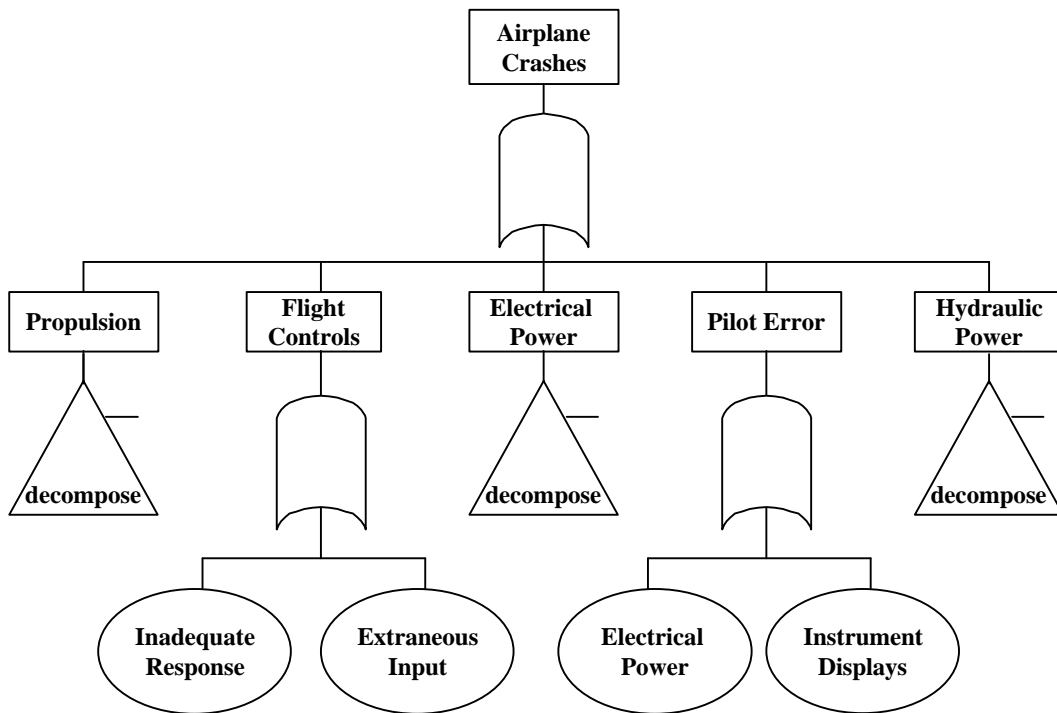 Airplane
Crashes
Propulsion
Flight
Controls
Electrical
Power
Pilot Error
Hydraulic
Power
decompose
decompose
decompose
Inadequate
Response
Extraneous
Input
Electrical
Power
Instrument
Displays